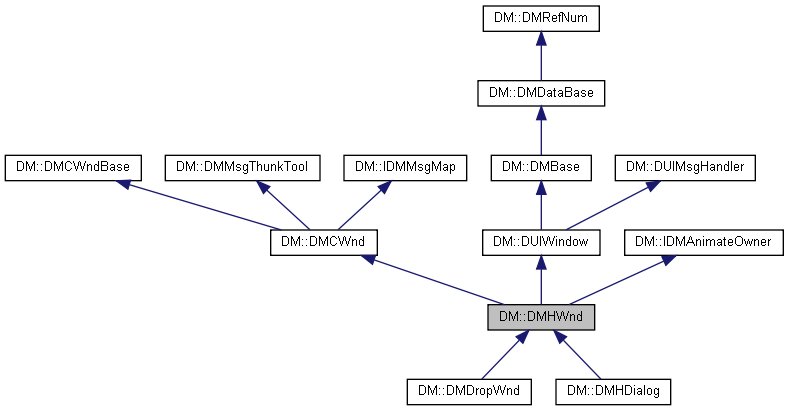 DM::DMRefNum
DM::DMDataBase
DM::DMCWndBase
DM::DMMsgThunkTool
DM::IDMMsgMap
DM::DMBase
DM::DUIMsgHandler
DM::DMCWnd
DM::DUIWindow
DM::IDMAnimateOwner
DM::DMHWnd
DM::DMDropWnd
DM::DMHDialog